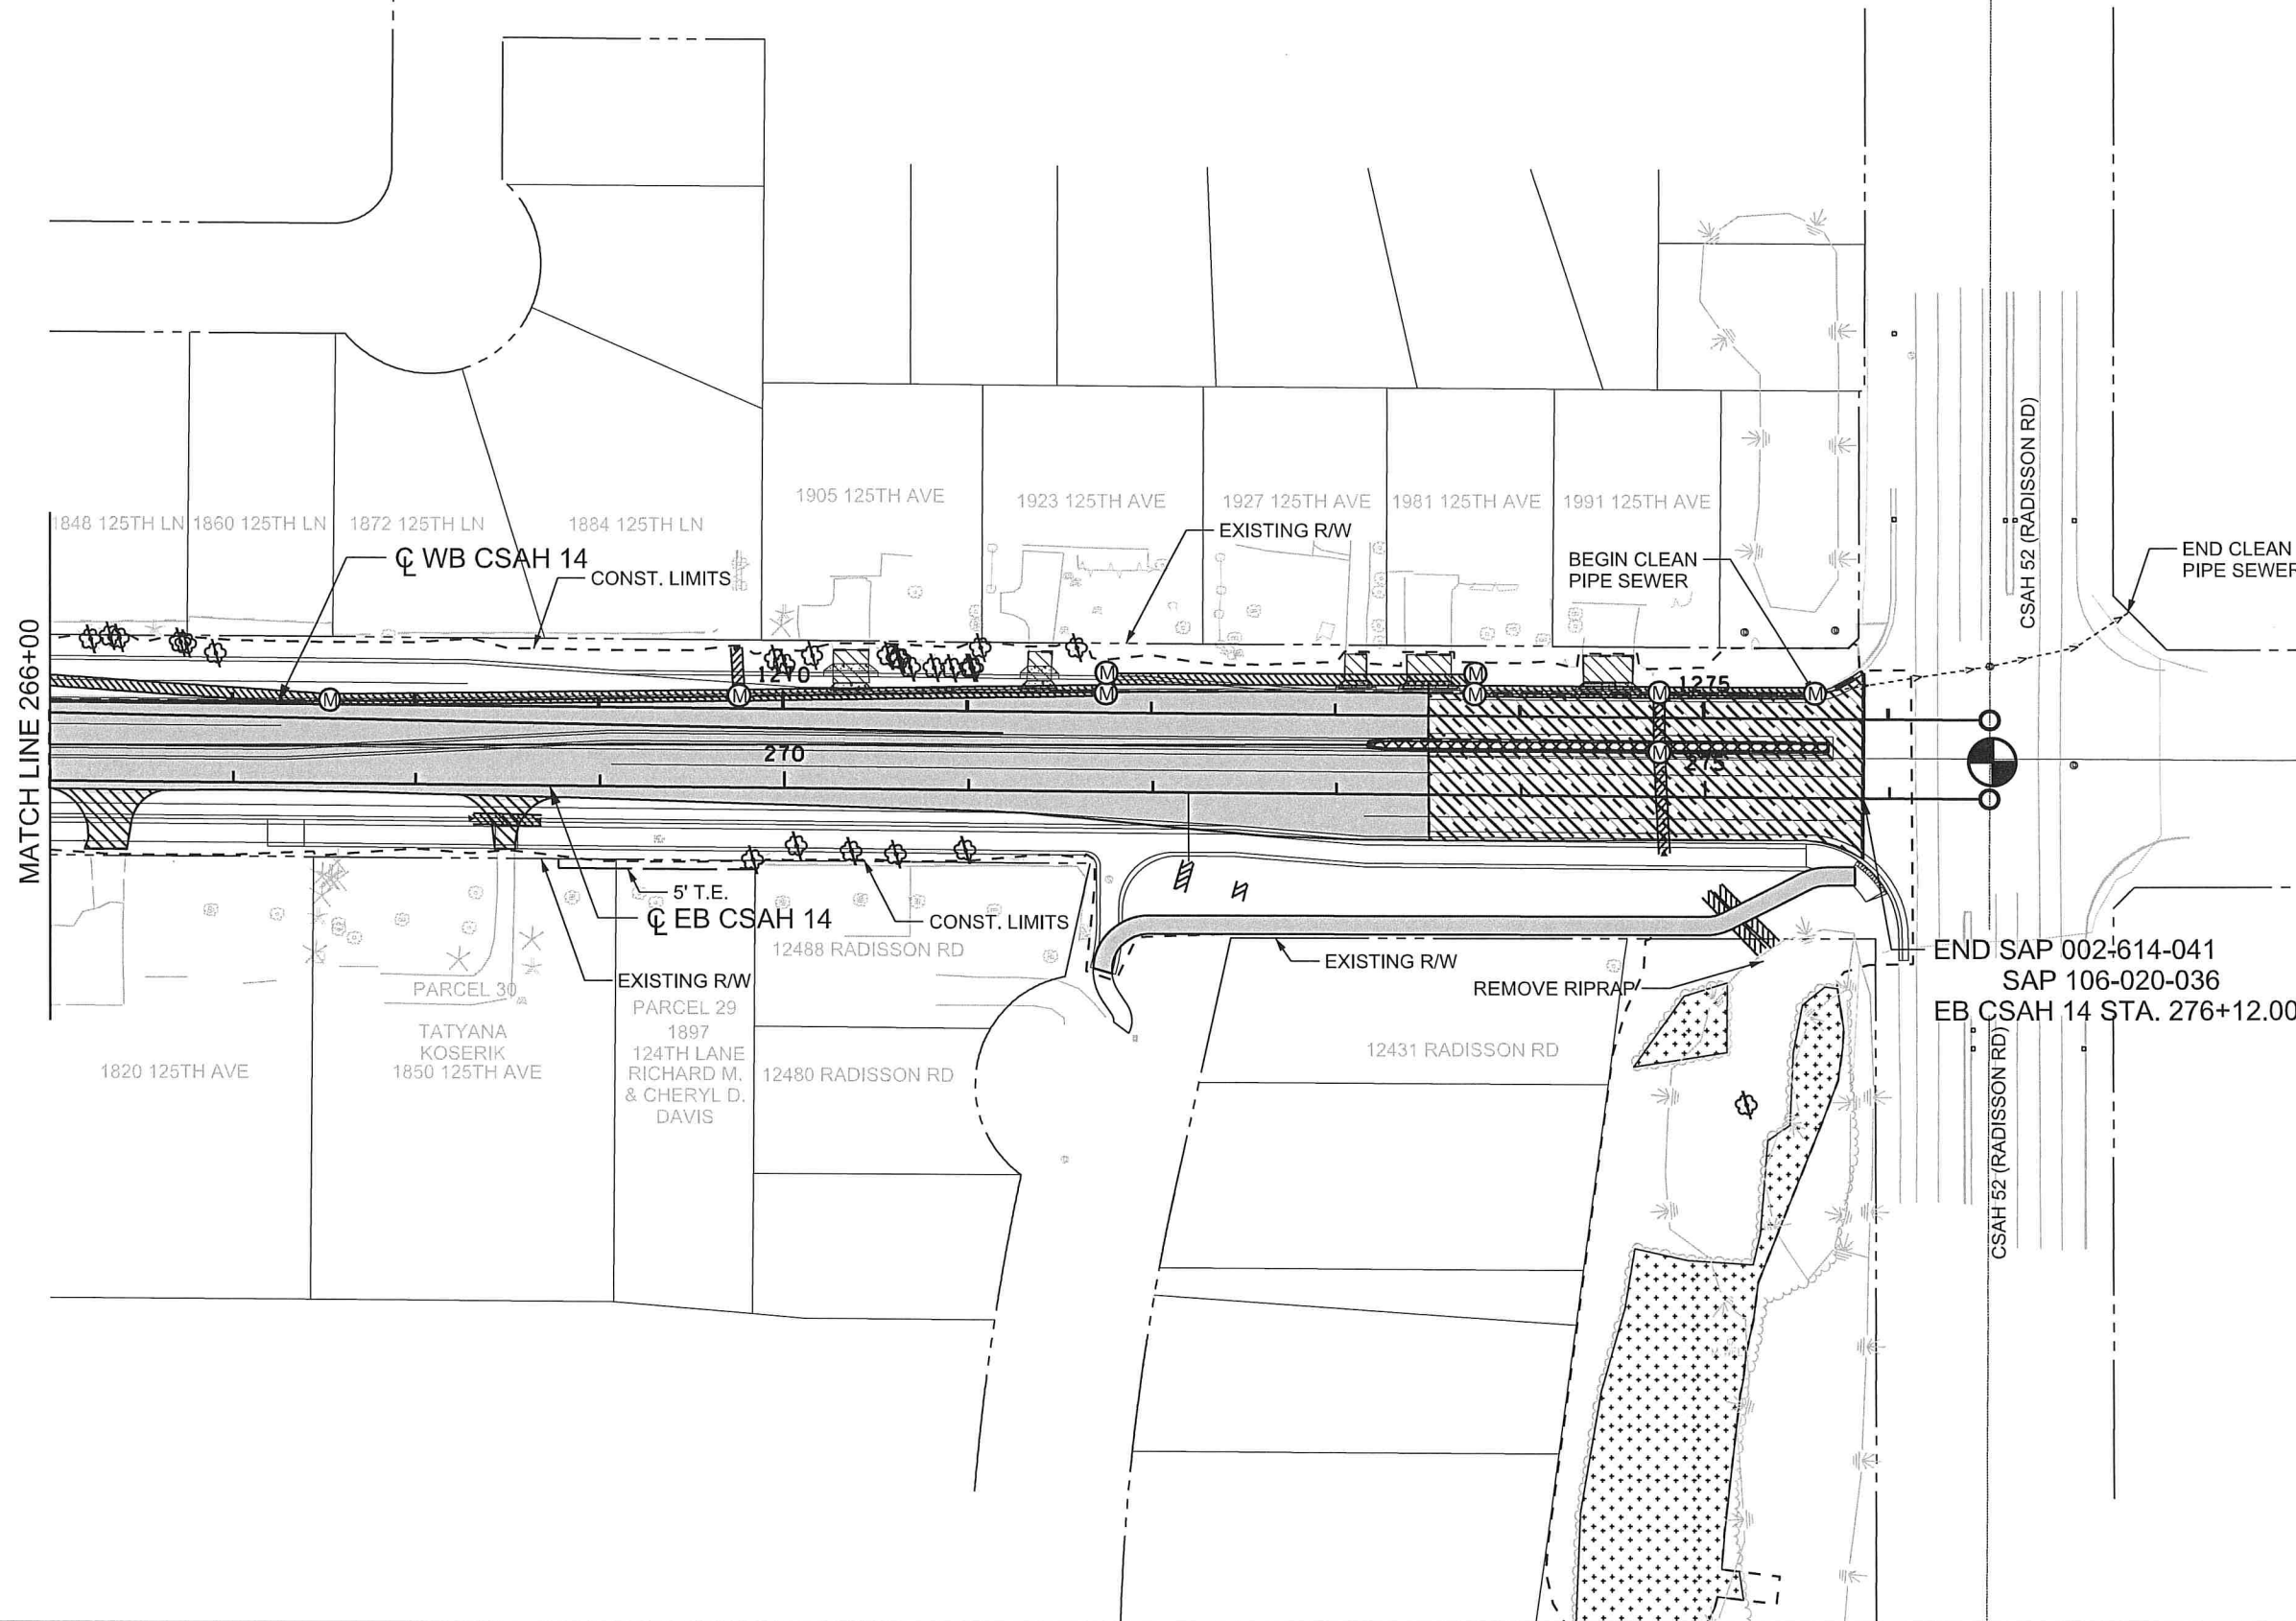 MATCH LINE 266+00
1848 125TH LN
1860 125TH LN
1872 125TH LN
1884 125TH LN
1905 125TH AVE
1923 125TH AVE
1927 125TH AVE
1981 125TH AVE
1991 125TH AVE
℄ WB CSAH 14
CONST. LIMITS
EXISTING R/W
BEGIN CLEAN
PIPE SEWER
END CLEAN
PIPE SEWER
CSAH 52 (RADISSON RD)
M
M
M
M
M
M
M
M
M
1270
1275
270
275
5' T.E.
℄ EB CSAH 14
CONST. LIMITS
EXISTING R/W
EXISTING R/W
REMOVE RIPRAP
1820 125TH AVE
PARCEL 30
TATYANA
KOSERIK
1850 125TH AVE
PARCEL 29
1897
124TH LANE
RICHARD M.
& CHERYL D.
DAVIS
12488 RADISSON RD
12480 RADISSON RD
12431 RADISSON RD
END SAP 002-614-041
SAP 106-020-036
EB CSAH 14 STA. 276+12.00
CSAH 52 (RADISSON RD)